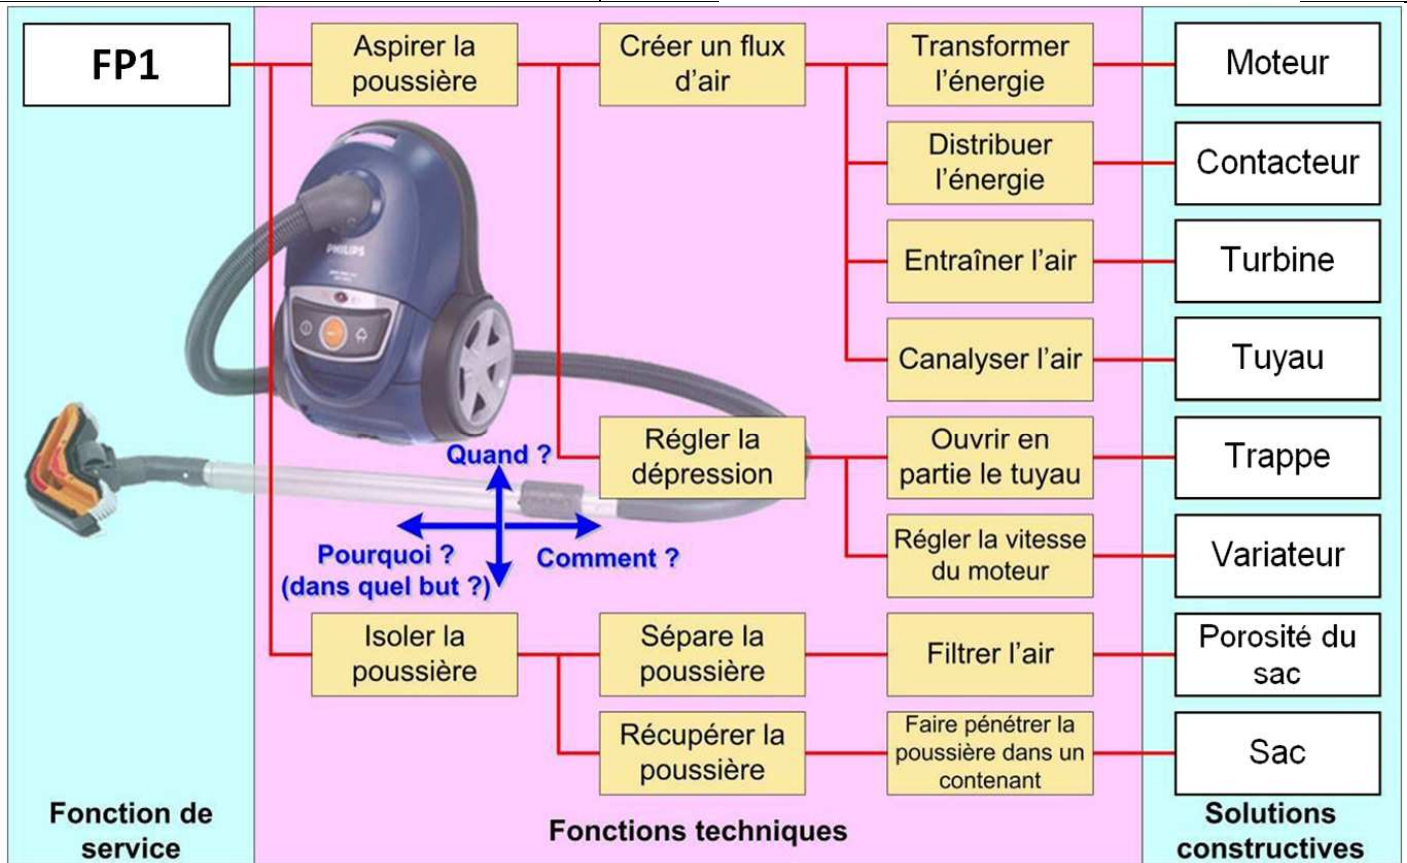 FP1
Aspirer la
poussière
Créer un flux
d'air
Transformer
l'énergie
Moteur
Distribuer
l'énergie
Contacteur
Entraîner l'air
Turbine
Canalyser l'air
Tuyau
PHILIPS
Régler la
dépression
Ouvrir en
partie le tuyau
Trappe
Régler la vitesse
du moteur
Variateur
Quand ?
Pourquoi ?
(dans quel but ?)
Comment ?
Isoler la
poussière
Sépare la
poussière
Filtrer l'air
Porosité du
sac
Récupérer la
poussière
Faire pénétrer la
poussière dans un
contenant
Sac
Fonction de
service
Fonctions techniques
Solutions
constructives